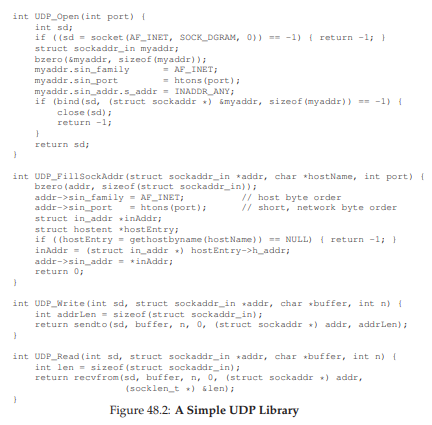 int UDP_Open(int port) {
int sd;
if ((sd = socket(AF_INET, SOCK_DGRAM, 0)) == -1) { return -1; }
struct sockaddr_in myaddr;
bzero(&myaddr, sizeof(myaddr));
myaddr.sin_family = AF_INET;
myaddr.sin_port = htons(port);
myaddr.sin_addr.s_addr = INADDR_ANY;
if (bind(sd, (struct sockaddr *) &myaddr, sizeof(myaddr)) == -1) {
close(sd);
return -1;
}
return sd;
}
int UDP_FillSockAddr(struct sockaddr_in *addr, char *hostName, int port) {
bzero(addr, sizeof(struct sockaddr_in));
addr->sin_family = AF_INET; // host byte order
addr->sin_port = htons(port); // short, network byte order
struct in_addr *inAddr;
struct hostent *hostEntry;
if ((hostEntry = gethostbyname(hostName)) == NULL) { return -1; }
inAddr = (struct in_addr *) hostEntry->h_addr;
addr->sin_addr = *inAddr;
return 0;
}
int UDP_Write(int sd, struct sockaddr_in *addr, char *buffer, int n) {
int addrLen = sizeof(struct sockaddr_in);
return sendto(sd, buffer, n, 0, (struct sockaddr *) addr, addrLen);
}
int UDP_Read(int sd, struct sockaddr_in *addr, char *buffer, int n) {
int len = sizeof(struct sockaddr_in);
return recvfrom(sd, buffer, n, 0, (struct sockaddr *) addr,
(socklen_t *) &len);
}
Figure 48.2: A Simple UDP Library